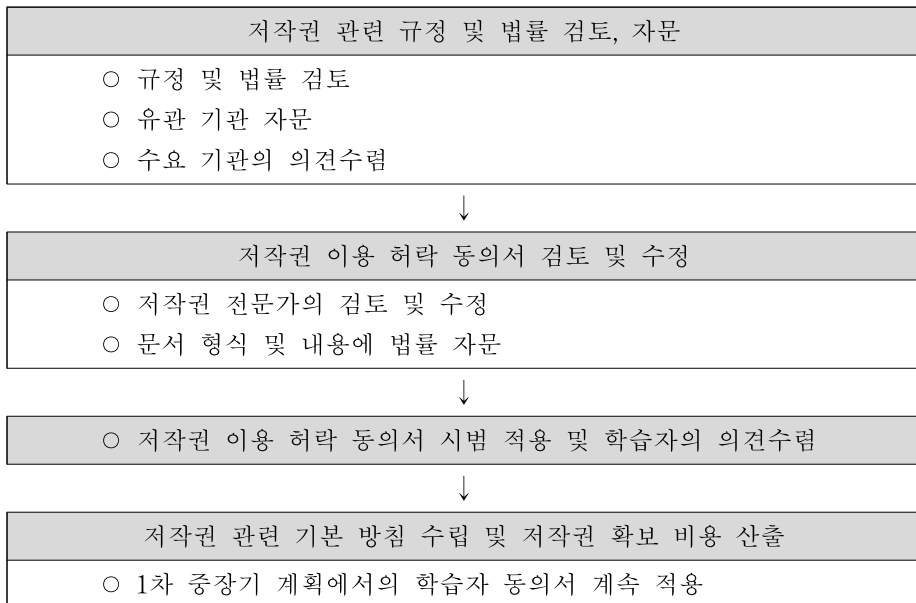 저작권 관련 규정 및 법률 검토, 자문
○ 규정 및 법률 검토
○ 유관 기관 자문
○ 수요 기관의 의견수렴
↓
저작권 이용 허락 동의서 검토 및 수정
○ 저작권 전문가의 검토 및 수정
○ 문서 형식 및 내용에 법률 자문
↓
○ 저작권 이용 허락 동의서 시범 적용 및 학습자의 의견수렴
↓
저작권 관련 기본 방침 수립 및 저작권 확보 비용 산출
○ 1차 중장기 계획에서의 학습자 동의서 계속 적용